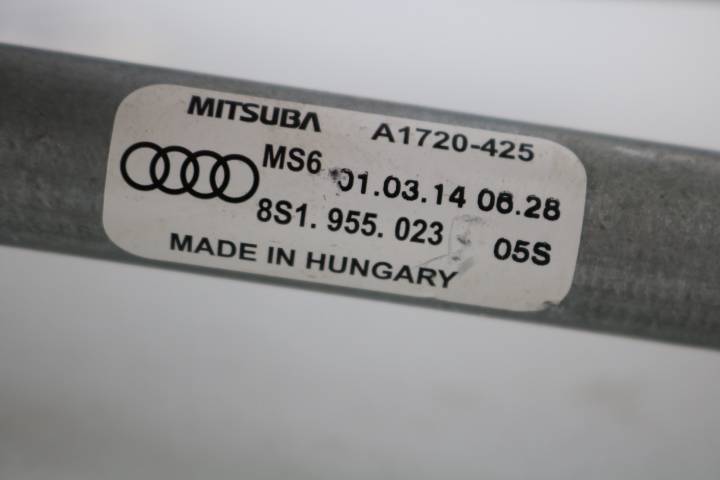 MITSUBA A1720-425
MS6 01.03.14 06.28
8S1. 955. 023 05S
MADE IN HUNGARY